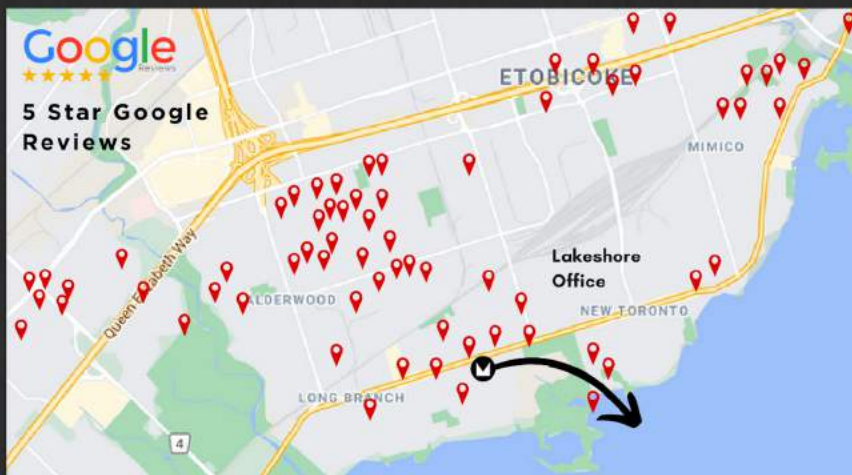 Google
Reviews
5 Star Google
Reviews
ETOBICOKE
MIMICO
Queen Elizabeth Way
Lakeshore
Office
ALDERWOOD
NEW TORONTO
LONG BRANCH
4